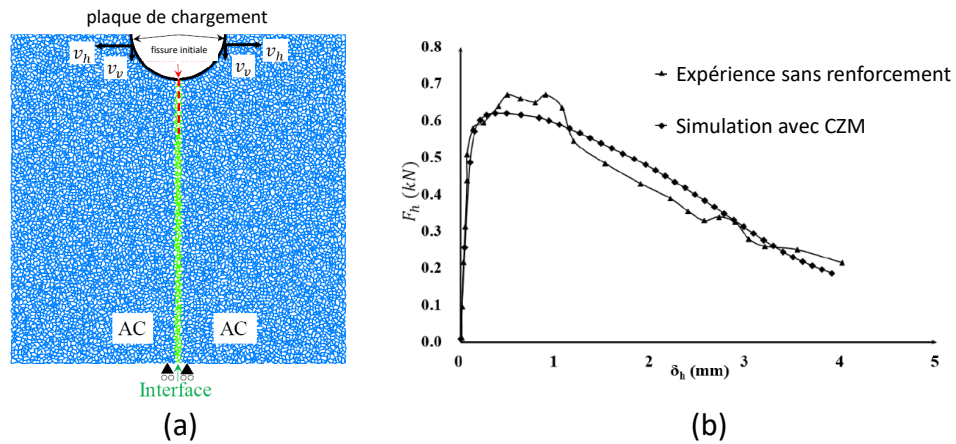 plaque de chargement
fissure initiale
v_h
v_h
v_v
v_v
AC
AC
Interface
(a)
0.8
0.7
0.6
0.5
0.4
0.3
0.2
0.1
0.0
F_h (kN)
Expérience sans renforcement
Simulation avec CZM
0
1
2
3
4
5
δ_h (mm)
(b)